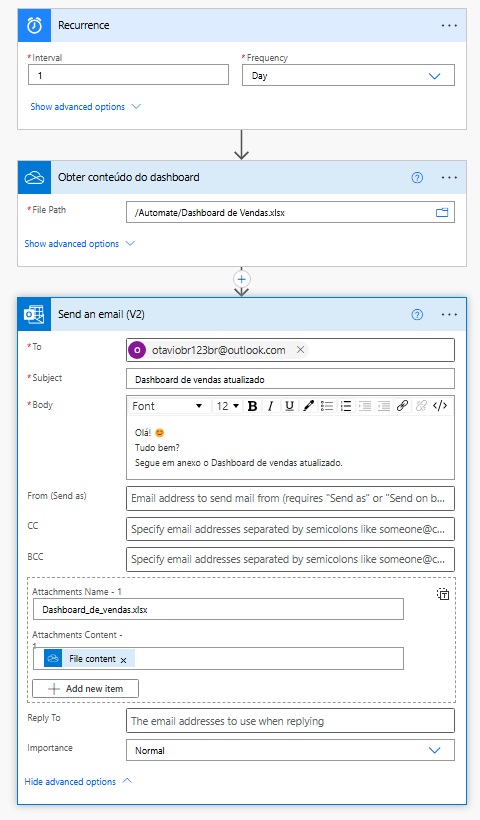 Recurrence
* Interval
* Frequency
1
Day
Show advanced options
Obter conteúdo do dashboard
* File Path
/Automate/Dashboard de Vendas.xlsx
Show advanced options
Send an email (V2)
* To
O otaviobr123br@outlook.com
* Subject
Dashboard de vendas atualizado
* Body
Font 12 B I U </>
Olá! 😊
Tudo bem?
Segue em anexo o Dashboard de vendas atualizado.
From (Send as)
Email address to send mail from (requires "Send as" or "Send on b...
CC
Specify email addresses separated by semicolons like someone@c...
BCC
Specify email addresses separated by semicolons like someone@c...
Attachments Name - 1
Dashboard_de_vendas.xlsx
Attachments Content -
1
File content x
+ Add new item
Reply To
The email addresses to use when replying
Importance
Normal
Hide advanced options